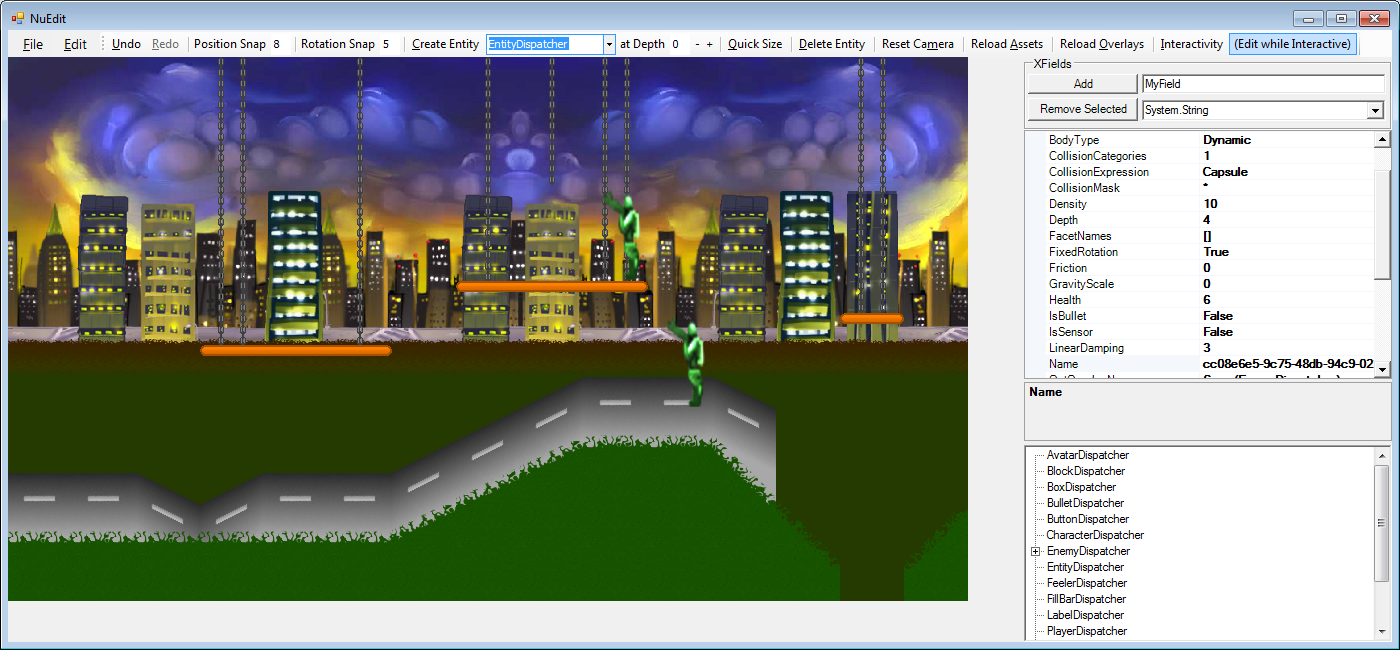 NuEdit
File Edit Undo Redo Position Snap 8 Rotation Snap 5 Create Entity EntityDispatcher at Depth 0 - + Quick Size Delete Entity Reset Camera Reload Assets Reload Overlays Interactivity (Edit while Interactive)
XFields
Add MyField
Remove Selected System.String
BodyType Dynamic
CollisionCategories 1
CollisionExpression Capsule
CollisionMask *
Density 10
Depth 4
FacetNames []
FixedRotation True
Friction 0
GravityScale 0
Health 6
IsBullet False
IsSensor False
LinearDamping 3
Name cc08e6e5-9c75-48db-94c9-02
Name
AvatarDispatcher
BlockDispatcher
BoxDispatcher
BulletDispatcher
ButtonDispatcher
CharacterDispatcher
EnemyDispatcher
EntityDispatcher
FeelerDispatcher
FillBarDispatcher
LabelDispatcher
PlayerDispatcher